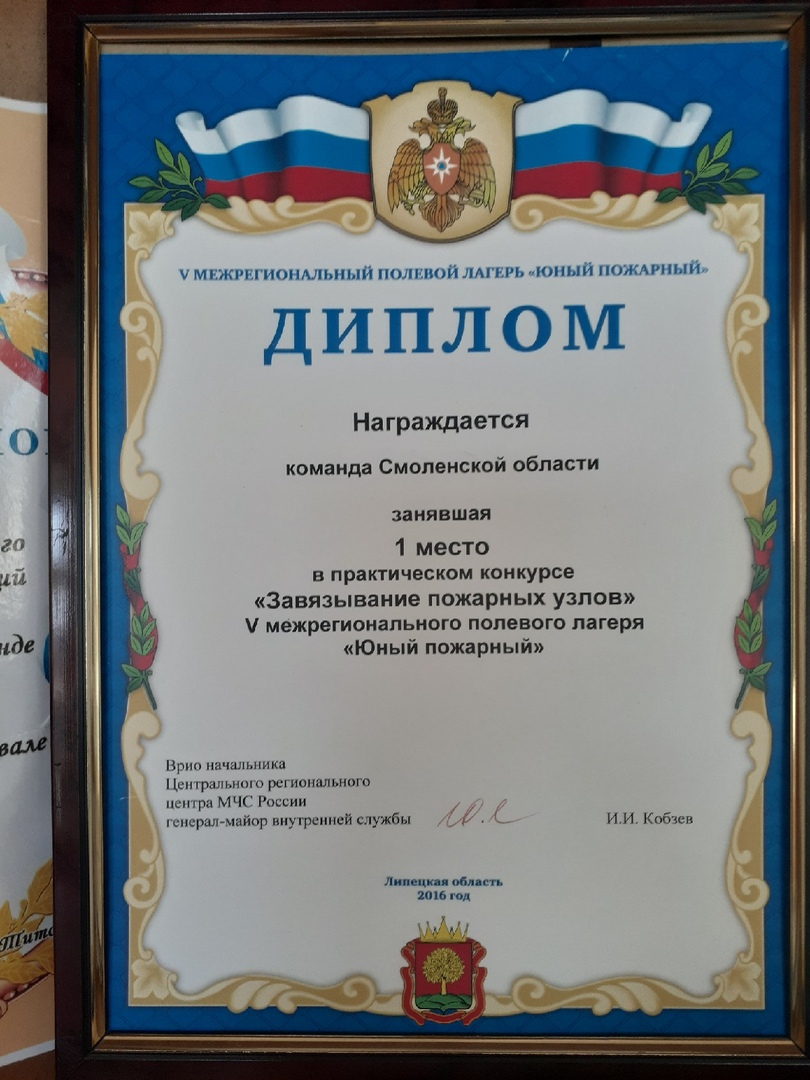 V МЕЖРЕГИОНАЛЬНЫЙ ПОЛЕВОЙ ЛАГЕРЬ «ЮНЫЙ ПОЖАРНЫЙ»
ДИПЛОМ
Награждается
команда Смоленской области
занявшая
1 место
в практическом конкурсе
«Завязывание пожарных узлов»
V межрегионального полевого лагеря
«Юный пожарный»
Врио начальника
Центрального регионального
центра МЧС России
генерал-майор внутренней службы
И.И. Кобзев
Липецкая область
2016 год